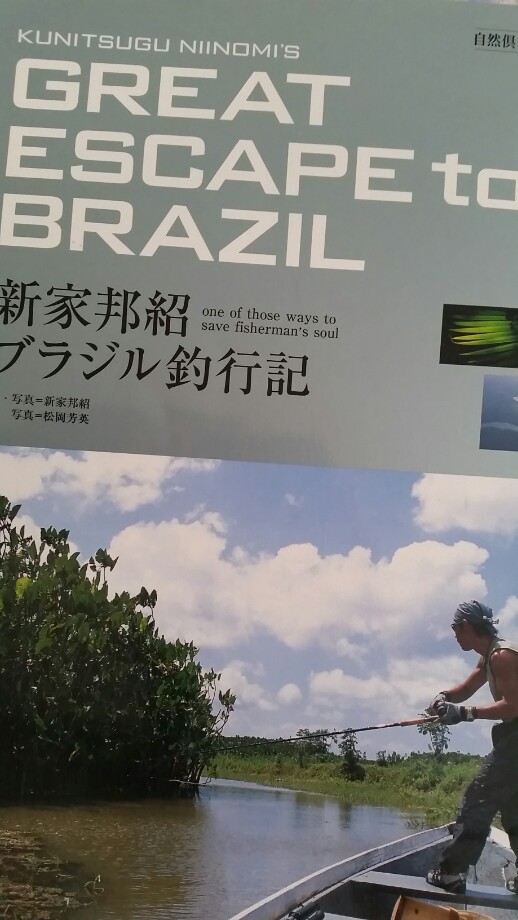 KUNITSUGU NIINOMI'S
自然倶
GREAT
ESCAPE to
BRAZIL
新家邦紹
one of those ways to
save fisherman's soul
ブラジル釣行記
・写真=新家邦紹
写真=松岡芳英